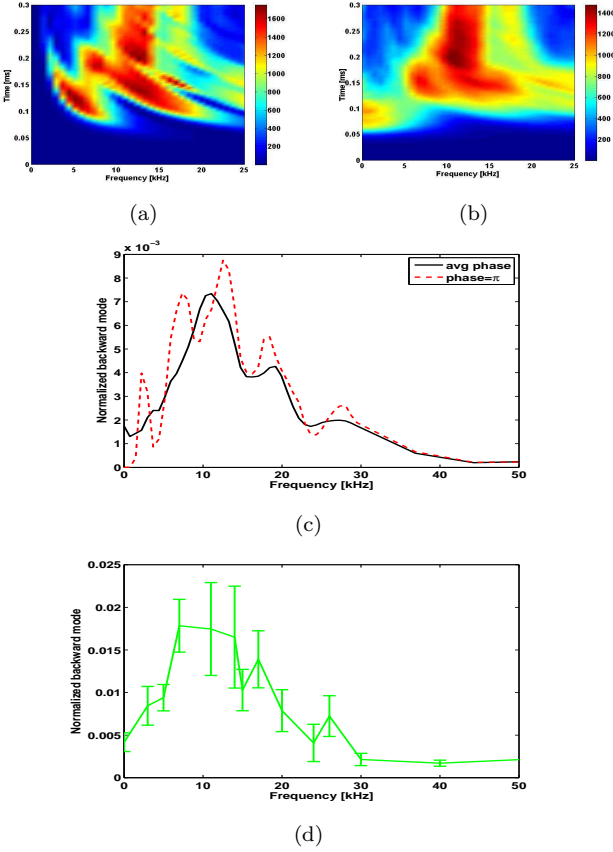 0.3
0.25
0.2
0.15
0.1
0.05
0
Time [ms]
0 5 10 15 20 25
Frequency [kHz]
1600
1400
1200
1000
800
600
400
200
(a)
0.3
0.25
0.2
0.15
0.1
0.05
0
Time [ms]
0 5 10 15 20 25
Frequency [kHz]
1400
1200
1000
800
600
400
200
(b)
x 10⁻³
9
8
7
6
5
4
3
2
1
0
Normalized backward mode
avg phase
phase=π
0 10 20 30 40 50
Frequency [kHz]
(c)
0.025
0.02
0.015
0.01
0.005
0
Normalized backward mode
0 10 20 30 40 50
Frequency [kHz]
(d)